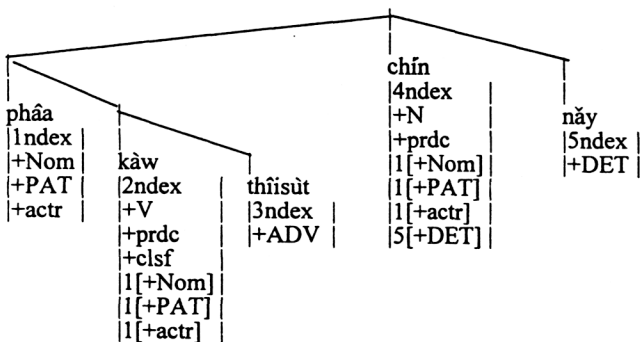 phâa
|1ndex |
|+Nom |
|+PAT |
|+actr |
kàw
|2ndex |
|+V |
|+prdc |
|+clsf |
|1[+Nom] |
|1[+PAT] |
|1[+actr] |
thîisùt
|3ndex |
|+ADV |
chín
|4ndex |
|+N |
|+prdc |
|1[+Nom] |
|1[+PAT] |
|1[+actr] |
|5[+DET] |
nǎy
|5ndex |
|+DET |